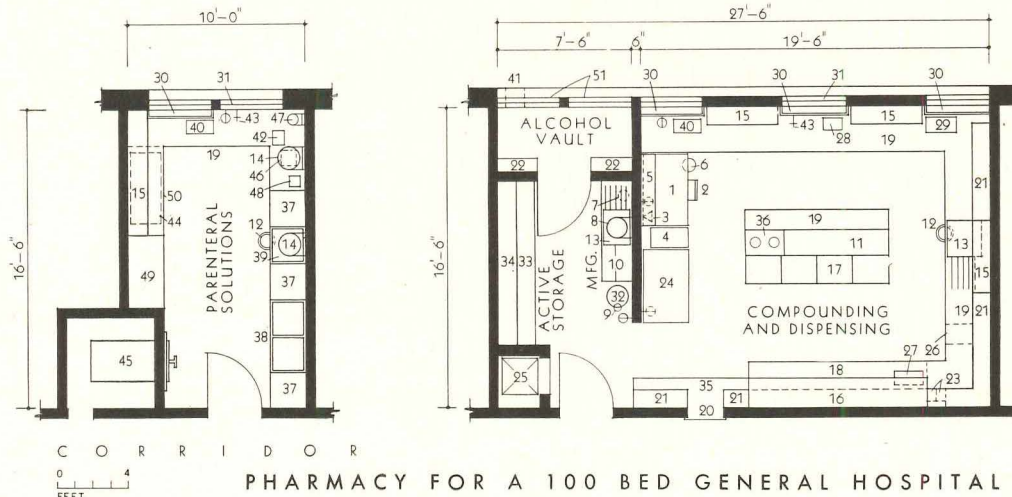 10'-0"
27'-6"
7'-6" 6" 19'-6"
30 31 41 51 30 30 31 30
43 47 40 42 ALCOHOL VAULT 40 15 43 28 15 29
19 14 46 48 22 22 5 1 6 2 19 21
15 50 44 37 7 8 3 13 4
16'-6"
PARENTERAL
SOLUTIONS
12 14 39 49 37 38 37
45
16'-6"
34 33 ACTIVE
STORAGE
MFG. 10 32 9 24
19 36 11 17 12 13 15 19 21
COMPOUNDING
AND DISPENSING
26 27 18 23
25 35 21 21 20 16
CORRIDOR
0 4
FEET
PHARMACY FOR A 100 BED GENERAL HOSPITAL